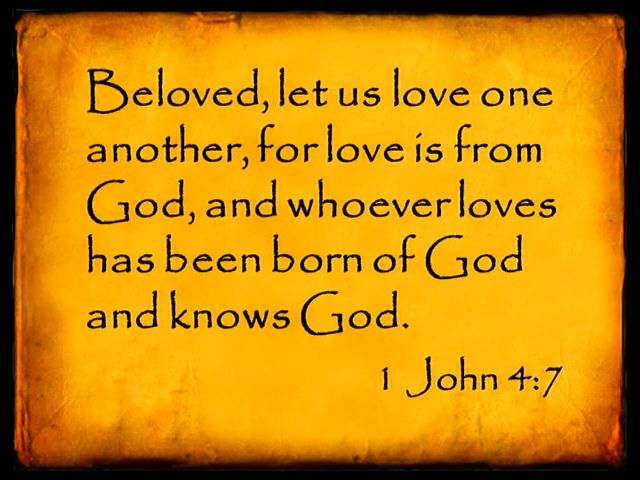 Beloved, let us love one
another, for love is from
God, and whoever loves
has been born of God
and knows God.
1 John 4:7